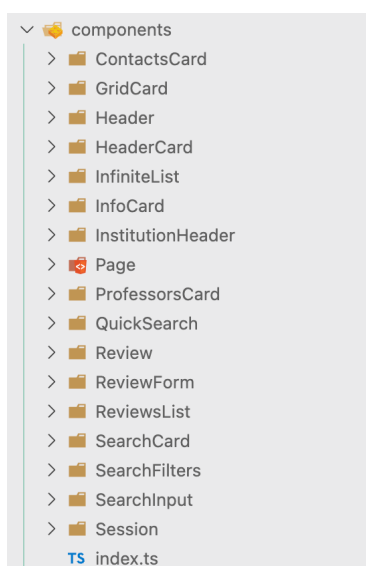 components
ContactsCard
GridCard
Header
HeaderCard
InfiniteList
InfoCard
InstitutionHeader
Page
ProfessorsCard
QuickSearch
Review
ReviewForm
ReviewsList
SearchCard
SearchFilters
SearchInput
Session
TS index.ts